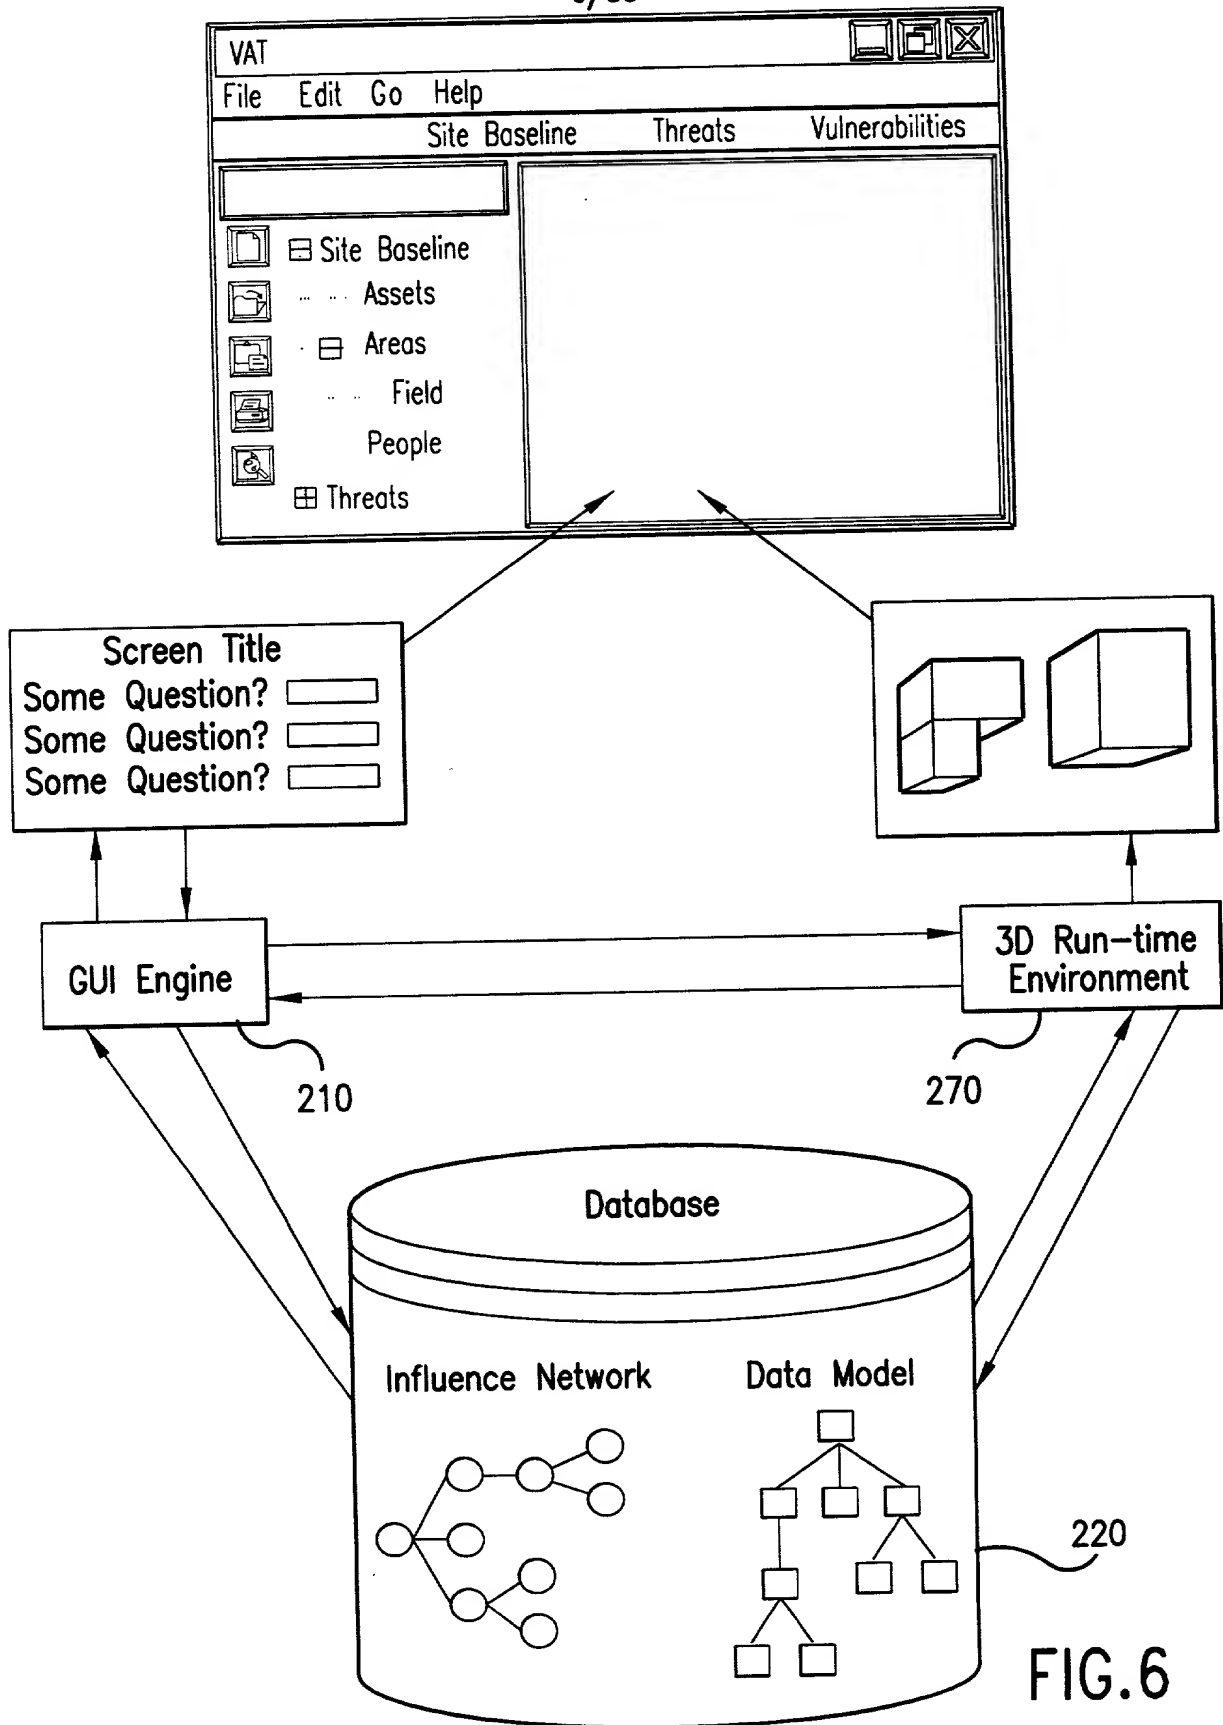 VAT
File Edit Go Help
Site Baseline Threats Vulnerabilities
Site Baseline
Assets
Areas
Field
People
Threats
Screen Title
Some Question?
Some Question?
Some Question?
GUI Engine
3D Run-time
Environment
210
270
Database
Influence Network Data Model
220
FIG.6